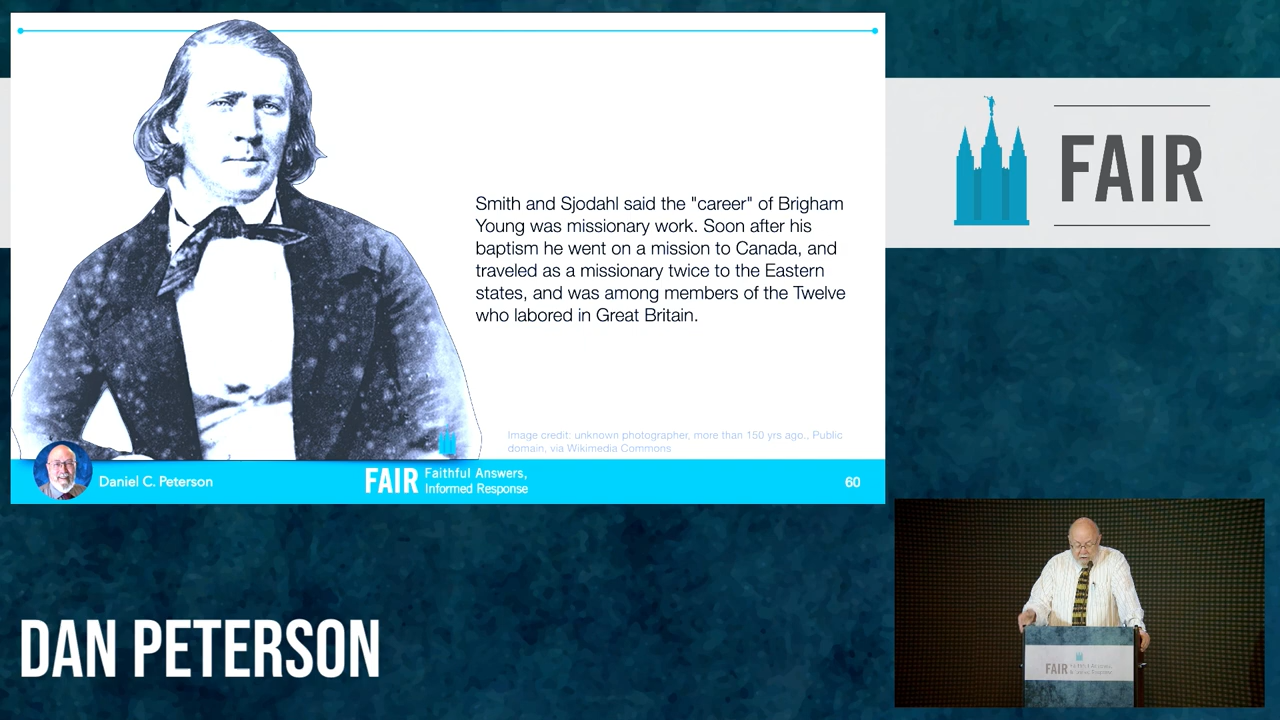 Smith and Sjodahl said the "career" of Brigham
Young was missionary work. Soon after his
baptism he went on a mission to Canada, and
traveled as a missionary twice to the Eastern
states, and was among members of the Twelve
who labored in Great Britain.
Image credit: unknown photographer, more than 150 yrs ago., Public
domain, via Wikimedia Commons
Daniel C. Peterson
FAIR Faithful Answers,
Informed Response
60
FAIR
DAN PETERSON
FAIR